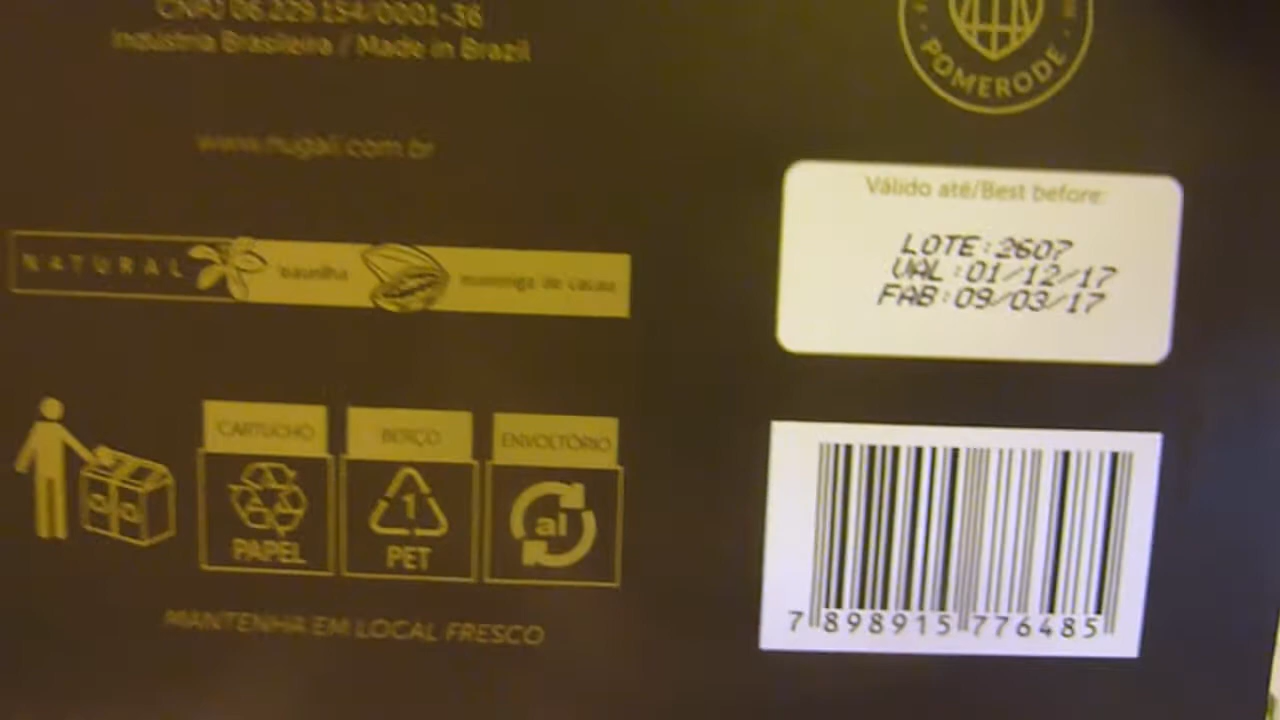 CNPJ 06.229.154/0001-36
Indústria Brasileira / Made in Brazil
www.nugali.com.br
POMERODE
Válido até/Best before:
LOTE:2607
VAL:01/12/17
FAB:09/03/17
NATURAL baunilha manteiga de cacau
CARTUCHO BERÇO ENVOLTÓRIO
1 al
PAPEL PET
MANTENHA EM LOCAL FRESCO
7 898915 776485